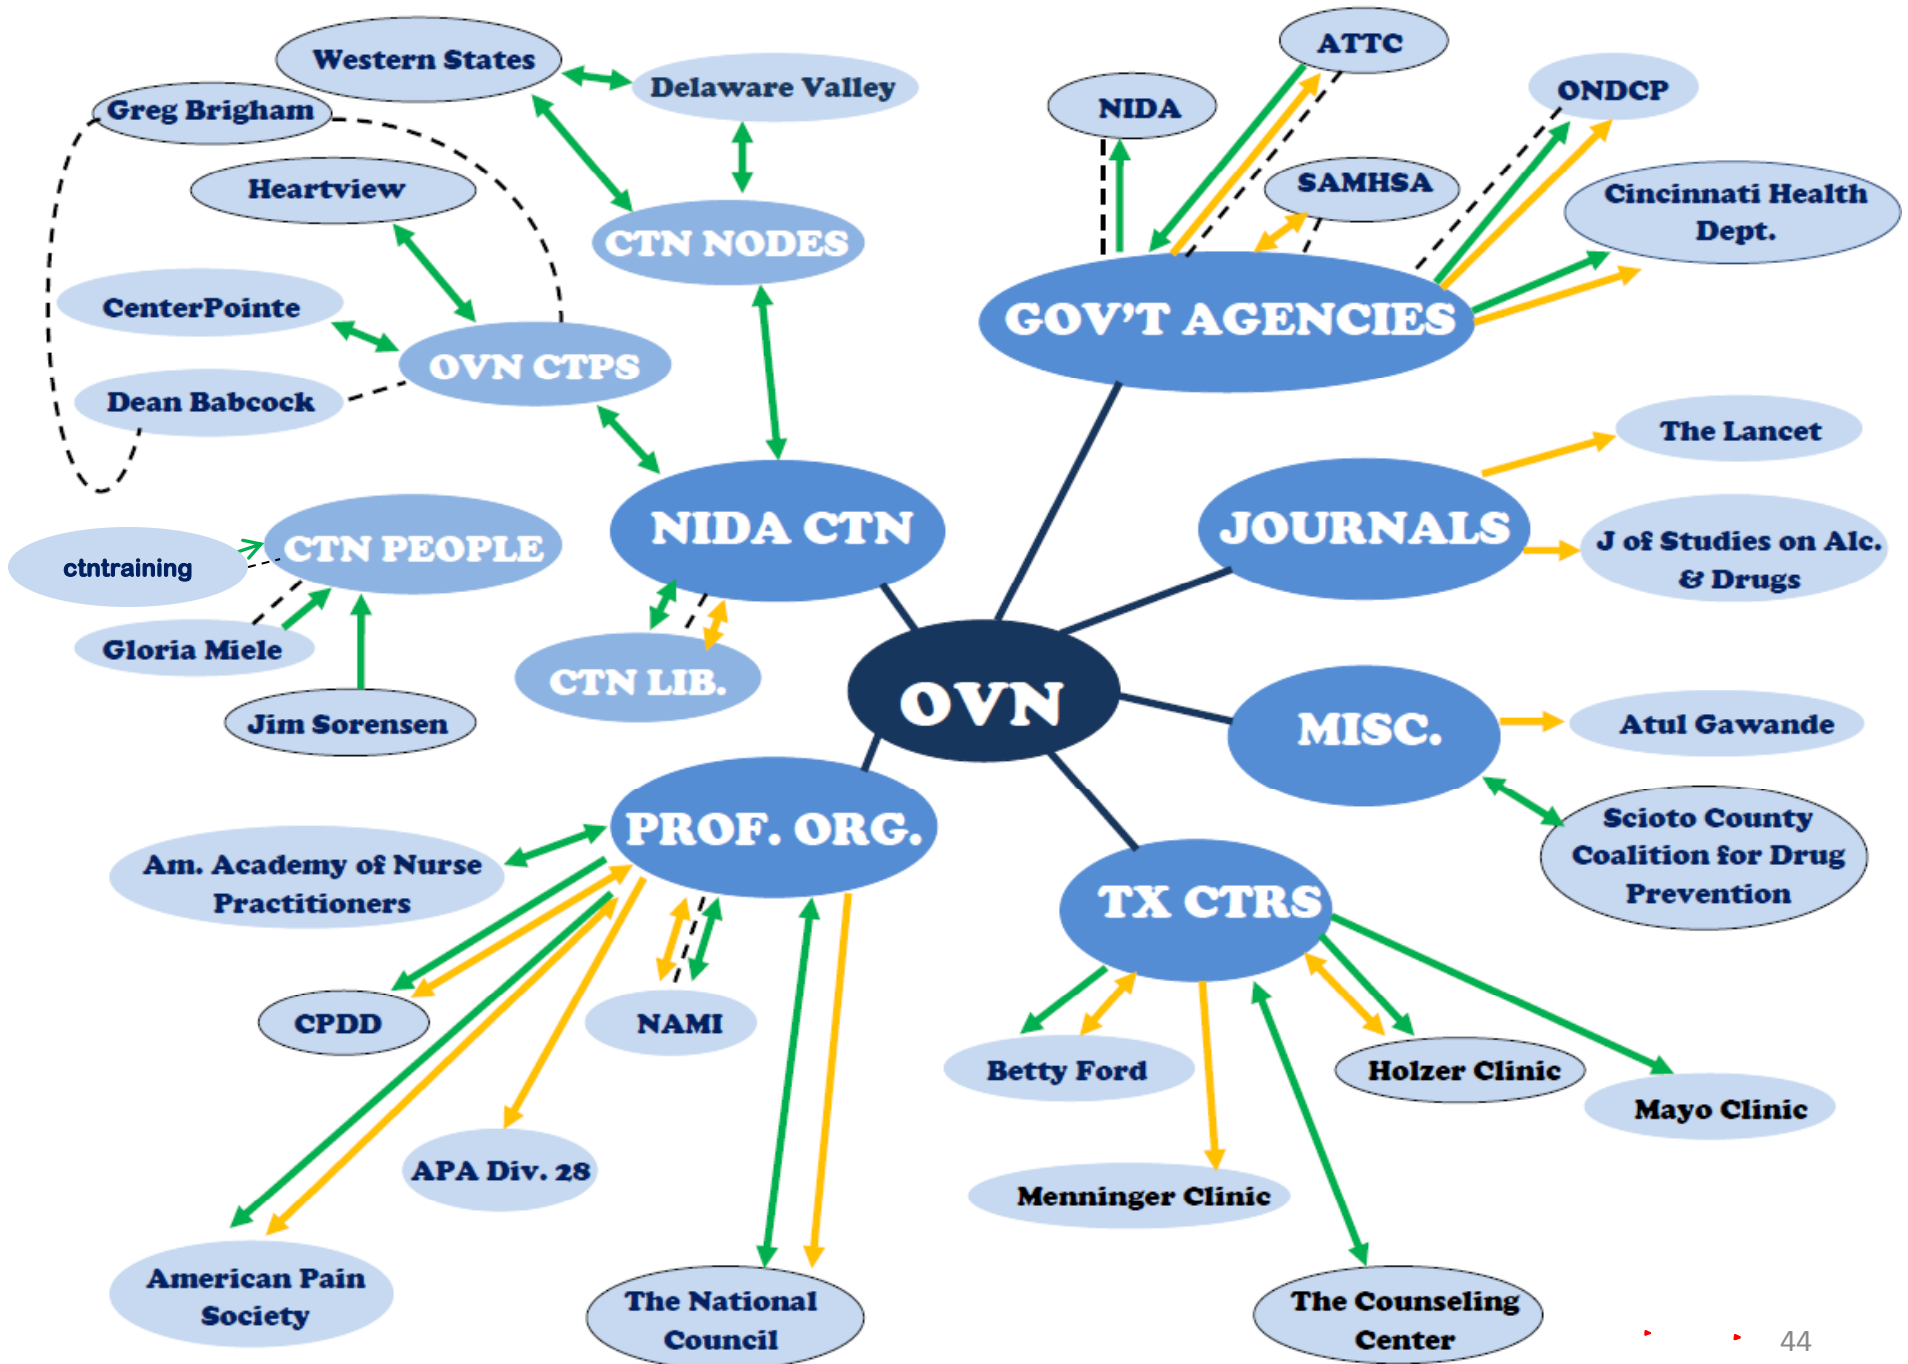 Western States
Delaware Valley
Greg Brigham
Heartview
CTN NODES
CenterPointe
OVN CTPS
Dean Babcock
NIDA CTN
ctntraining
CTN PEOPLE
Gloria Miele
Jim Sorensen
CTN LIB.
ATTC
NIDA
ONDCP
SAMHSA
Cincinnati Health
Dept.
GOV'T AGENCIES
The Lancet
JOURNALS
J of Studies on Alc.
& Drugs
OVN
MISC.
Atul Gawande
Scioto County
Coalition for Drug
Prevention
PROF. ORG.
Am. Academy of Nurse
Practitioners
CPDD
NAMI
APA Div. 28
American Pain
Society
The National
Council
TX CTRS
Betty Ford
Holzer Clinic
Mayo Clinic
Menninger Clinic
The Counseling
Center
44